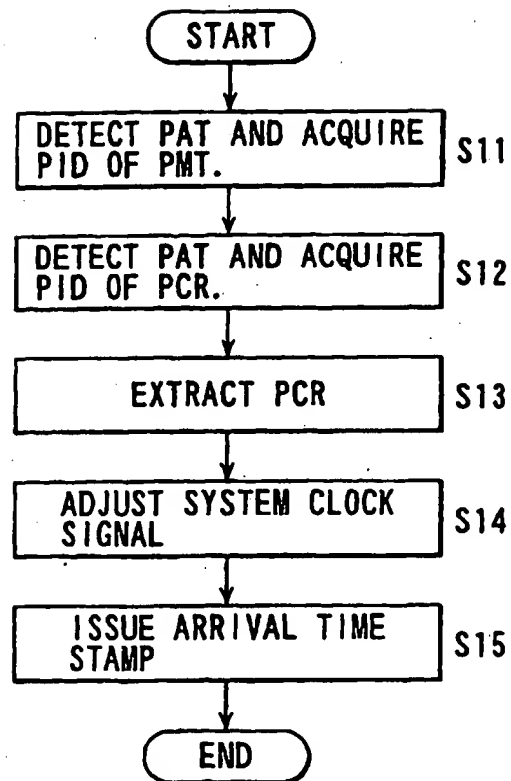 START
DETECT PAT AND ACQUIRE
PID OF PMT.
S11
DETECT PAT AND ACQUIRE
PID OF PCR.
S12
EXTRACT PCR
S13
ADJUST SYSTEM CLOCK
SIGNAL
S14
ISSUE ARRIVAL TIME
STAMP
S15
END